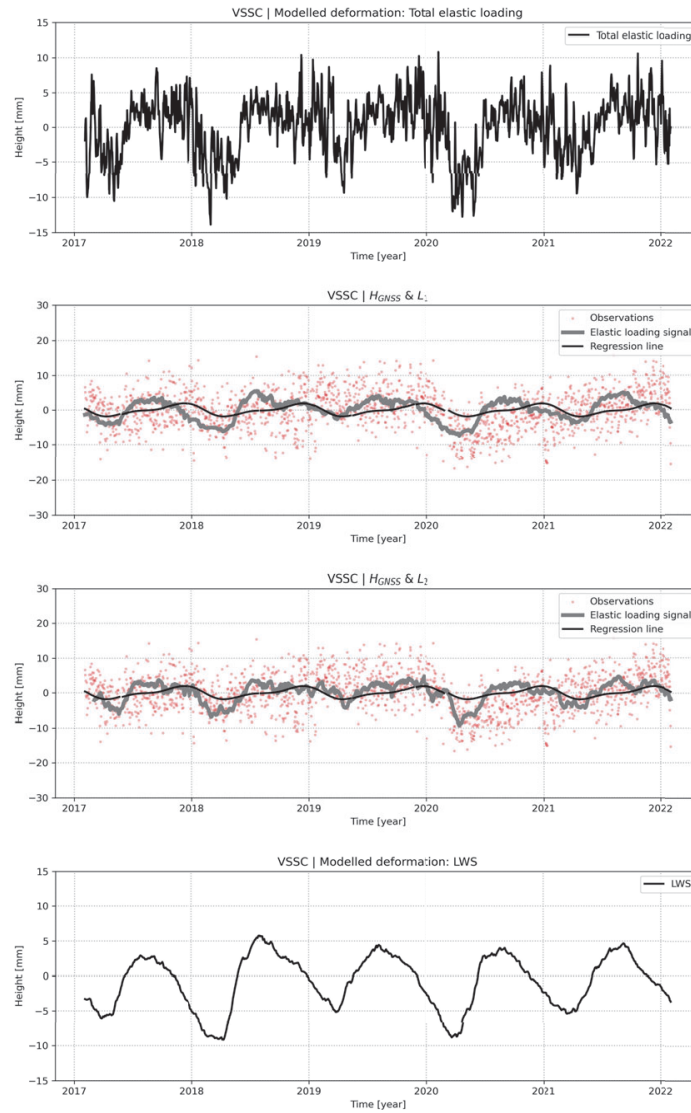 VSSC | Modelled deformation: Total elastic loading
15
10
5
0
−5
−10
−15
Height [mm]
Total elastic loading
2017 2018 2019 2020 2021 2022
Time [year]
VSSC | H_GNSS & L
30
20
10
0
−10
−20
−30
Height [mm]
Observations
Elastic loading signal
Regression line
2017 2018 2019 2020 2021 2022
Time [year]
VSSC | H_GNSS & L
30
20
10
0
−10
−20
−30
Height [mm]
Observations
Elastic loading signal
Regression line
2017 2018 2019 2020 2021 2022
Time [year]
VSSC | Modelled deformation: LWS
15
10
5
0
−5
−10
−15
Height [mm]
LWS
2017 2018 2019 2020 2021 2022
Time [year]